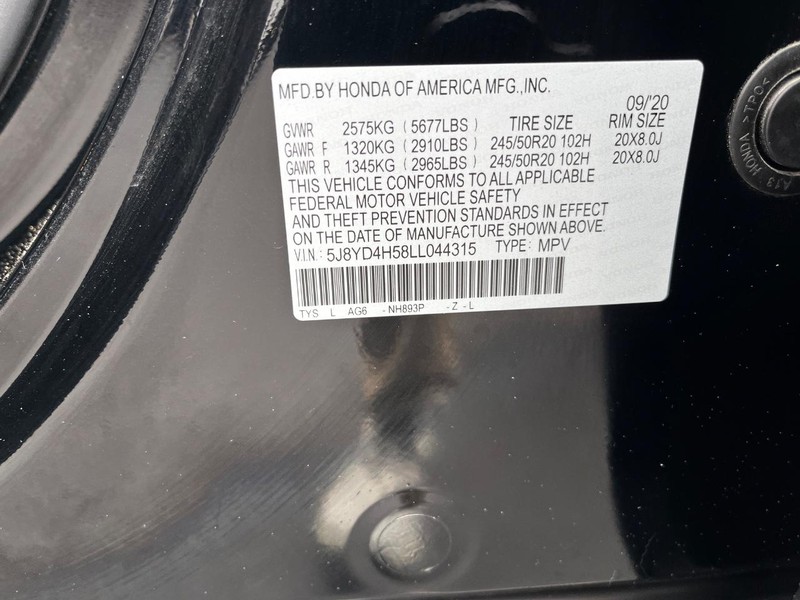 MFD.BY HONDA OF AMERICA MFG.,INC.
09/'20
GVWR 2575KG (5677LBS) TIRE SIZE RIM SIZE
GAWR F 1320KG (2910LBS) 245/50R20 102H 20X8.0J
GAWR R 1345KG (2965LBS) 245/50R20 102H 20X8.0J
THIS VEHICLE CONFORMS TO ALL APPLICABLE
FEDERAL MOTOR VEHICLE SAFETY
AND THEFT PREVENTION STANDARDS IN EFFECT
ON THE DATE OF MANUFACTURE SHOWN ABOVE.
V.I.N.: 5J8YD4H58LL044315 TYPE: MPV
TYS L AG6 -NH893P -Z -L
A13 HONDA >TPO<